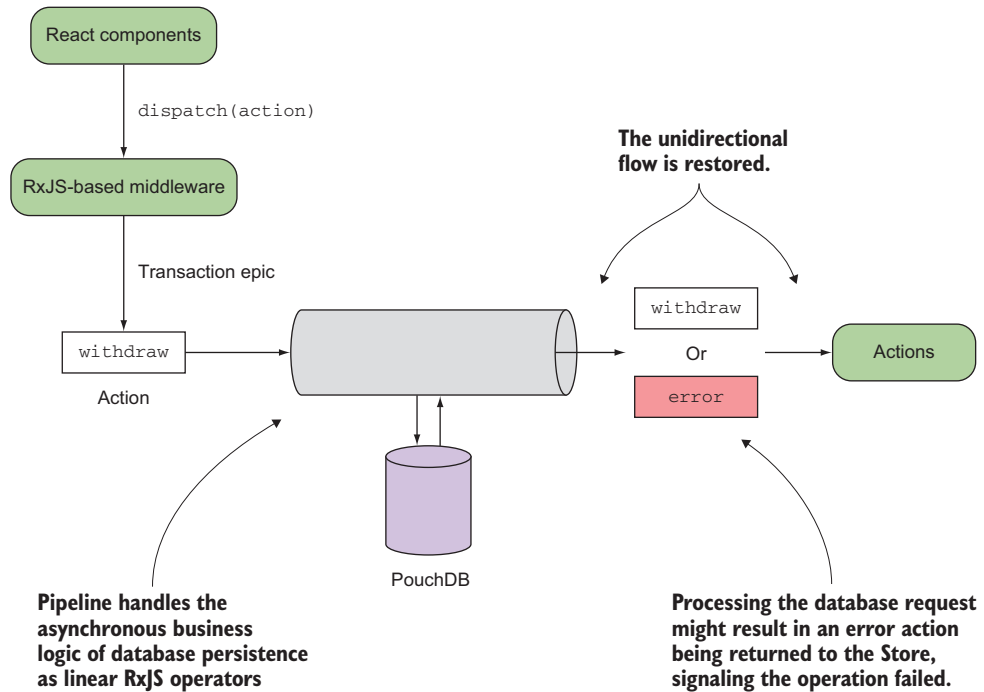 React components
dispatch(action)
The unidirectional
flow is restored.
RxJS-based middleware
Transaction epic
withdraw
Action
withdraw
Or
error
Actions
PouchDB
Pipeline handles the
asynchronous business
logic of database persistence
as linear RxJS operators
Processing the database request
might result in an error action
being returned to the Store,
signaling the operation failed.